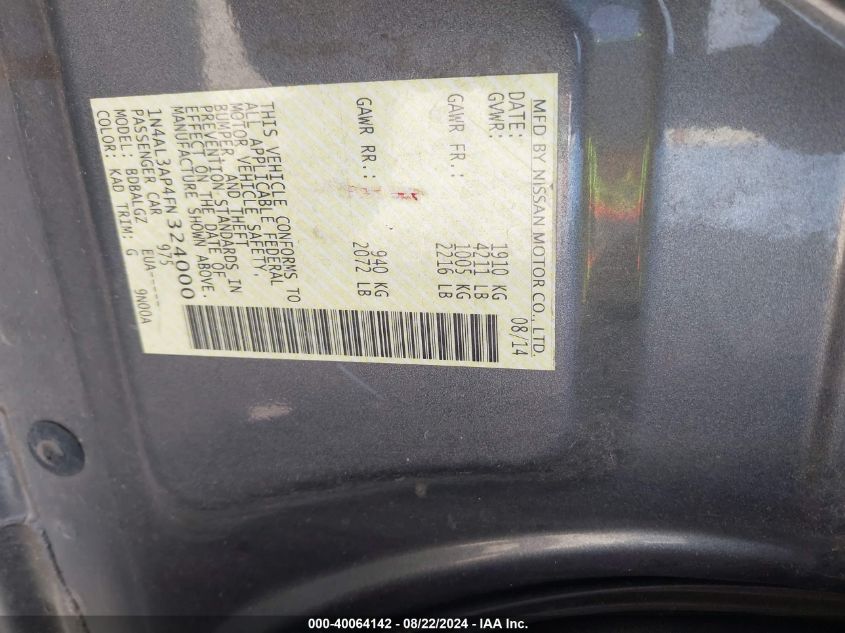 MFD BY NISSAN MOTOR CO., LTD.
DATE: 08/14
GVWR: 1910 KG
4211 LB
GAWR FR.: 1005 KG
2216 LB
GAWR RR.: 940 KG
2072 LB
THIS VEHICLE CONFORMS TO
ALL APPLICABLE FEDERAL
MOTOR VEHICLE SAFETY,
BUMPER, AND THEFT
PREVENTION STANDARDS IN
EFFECT ON THE DATE OF
MANUFACTURE SHOWN ABOVE.
1N4AL3AP4FN324000
PASSENGER CAR 975
MODEL: BDBALGZ EUA-----
COLOR: KAD TRIM: G 9N00A
000-40064142 - 08/22/2024 - IAA Inc.